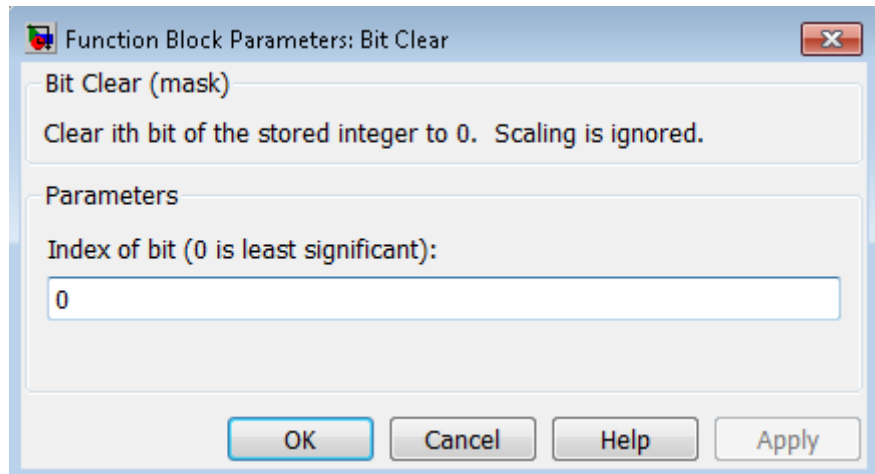 Function Block Parameters: Bit Clear
Bit Clear (mask)
Clear ith bit of the stored integer to 0.  Scaling is ignored.
Parameters
Index of bit (0 is least significant):
0
OK Cancel Help Apply